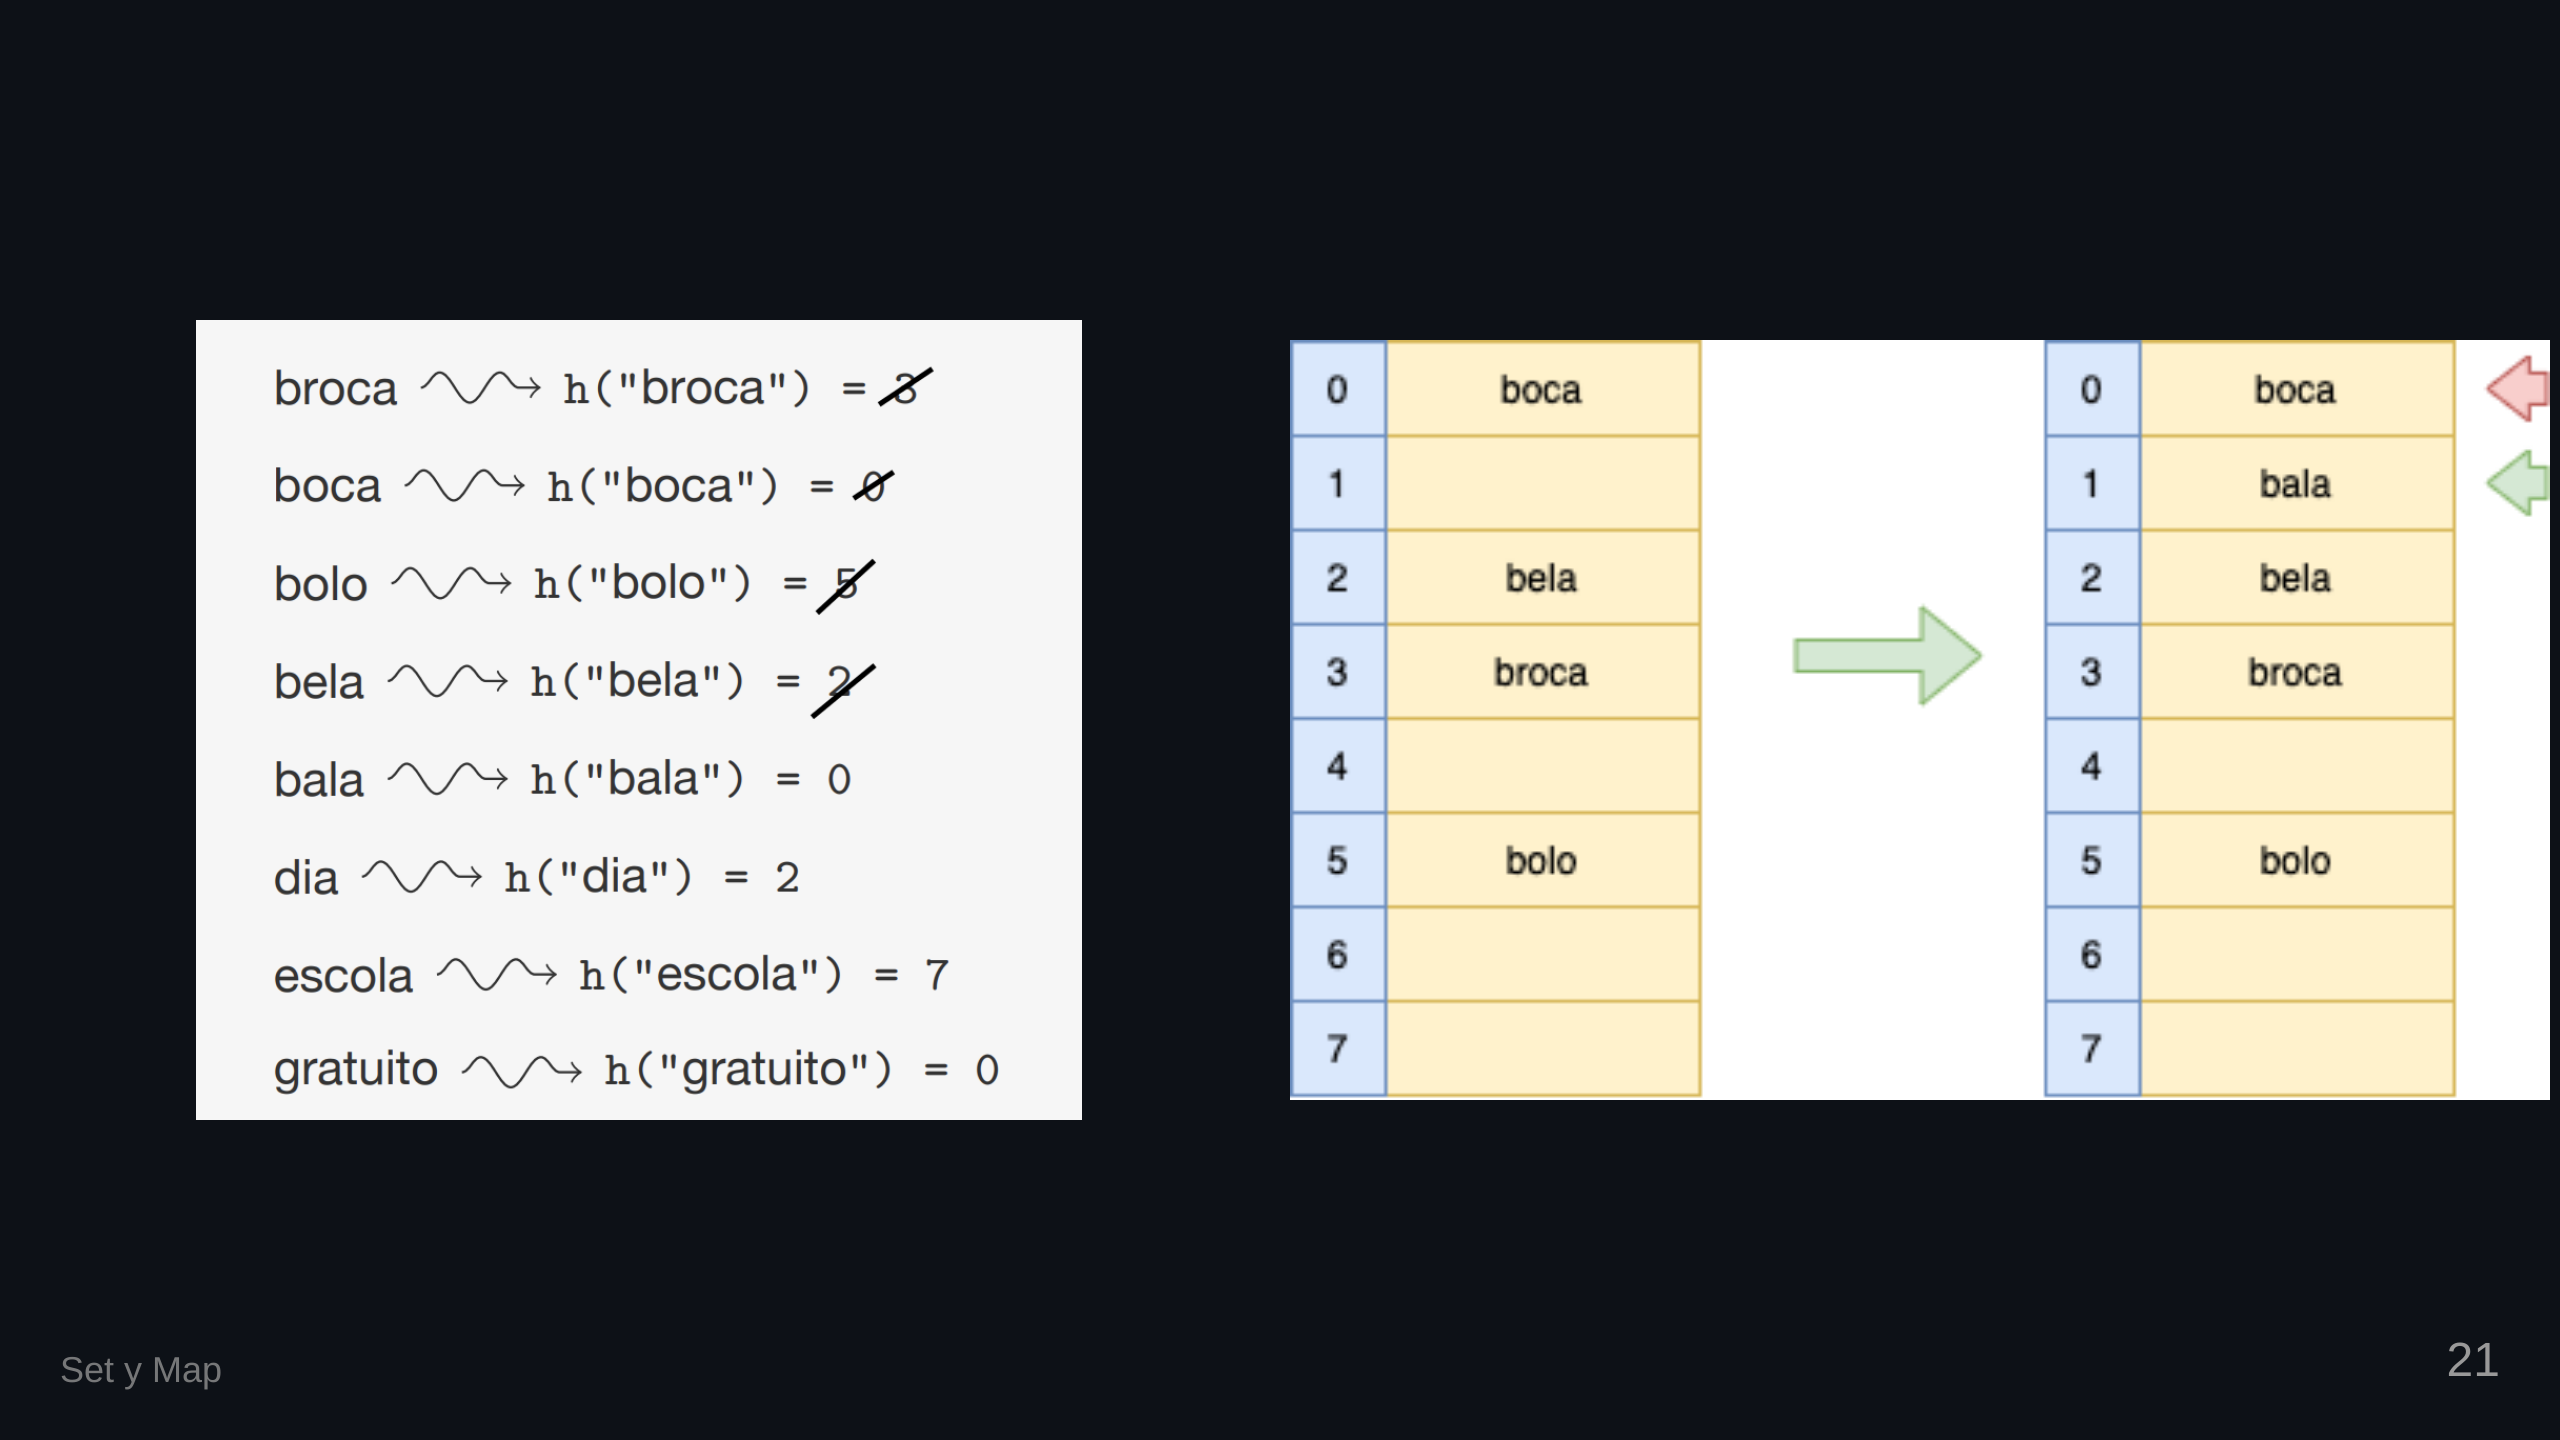 broca h("broca") = 3
boca h("boca") = 0
bolo h("bolo") = 5
bela h("bela") = 2
bala h("bala") = 0
dia h("dia") = 2
escola h("escola") = 7
gratuito h("gratuito") = 0
0 boca
1
2 bela
3 broca
4
5 bolo
6
7
0 boca
1 bala
2 bela
3 broca
4
5 bolo
6
7
Set y Map
21